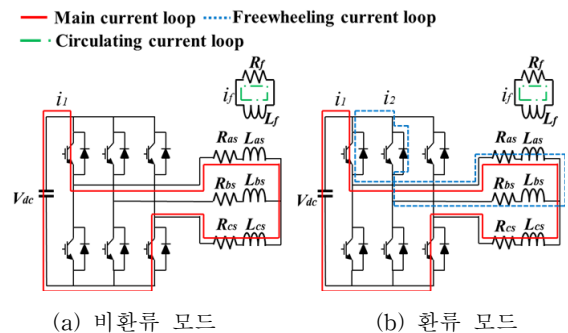 Main current loop
Freewheeling current loop
Circulating current loop
Rf
if
Lf
i1
Ras Las
Rbs Lbs
Rcs Lcs
Vdc
(a) 비환류 모드
Rf
if
Lf
i1
i2
Ras Las
Rbs Lbs
Rcs Lcs
Vdc
(b) 환류 모드